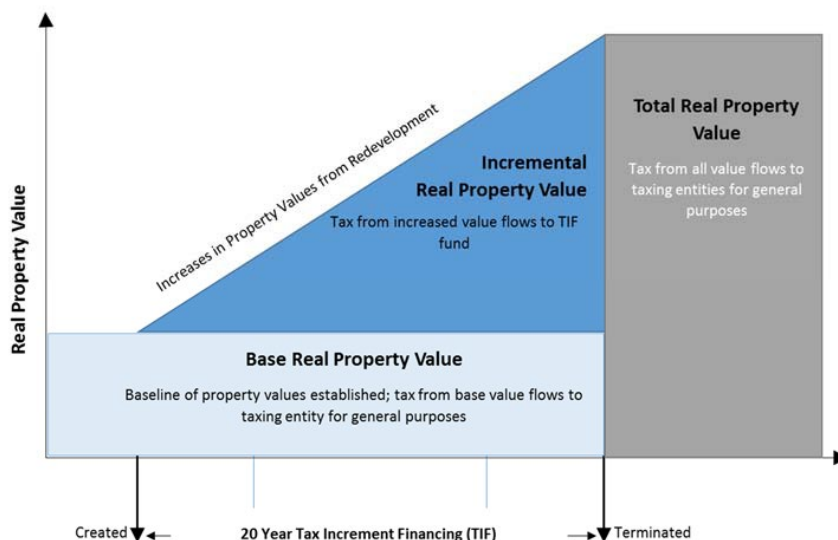 Real Property Value
Increases in Property Values from Redevelopment
Incremental
Real Property Value
Tax from increased value flows to TIF
fund
Total Real Property
Value
Tax from all value flows to
taxing entities for general
purposes
Base Real Property Value
Baseline of property values established; tax from base value flows to
taxing entity for general purposes
Created
20 Year Tax Increment Financing (TIF)
Terminated